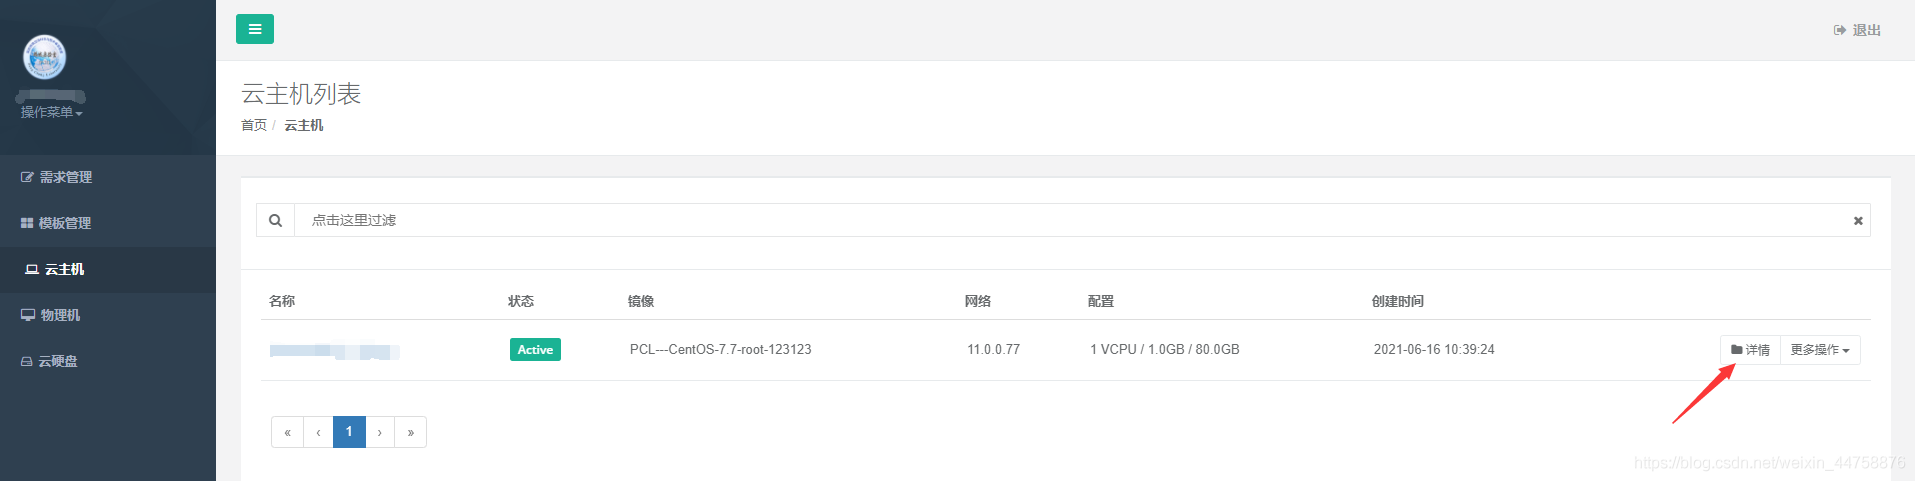 退出
操作菜单
需求管理
模板管理
云主机
物理机
云硬盘
云主机列表
首页 / 云主机
点击这里过滤
名称 状态 镜像 网络 配置 创建时间
Active PCL---CentOS-7.7-root-123123 11.0.0.77 1 VCPU / 1.0GB / 80.0GB 2021-06-16 10:39:24 详情 更多操作
« ‹ 1 › »
https://blog.csdn.net/weixin_44758876